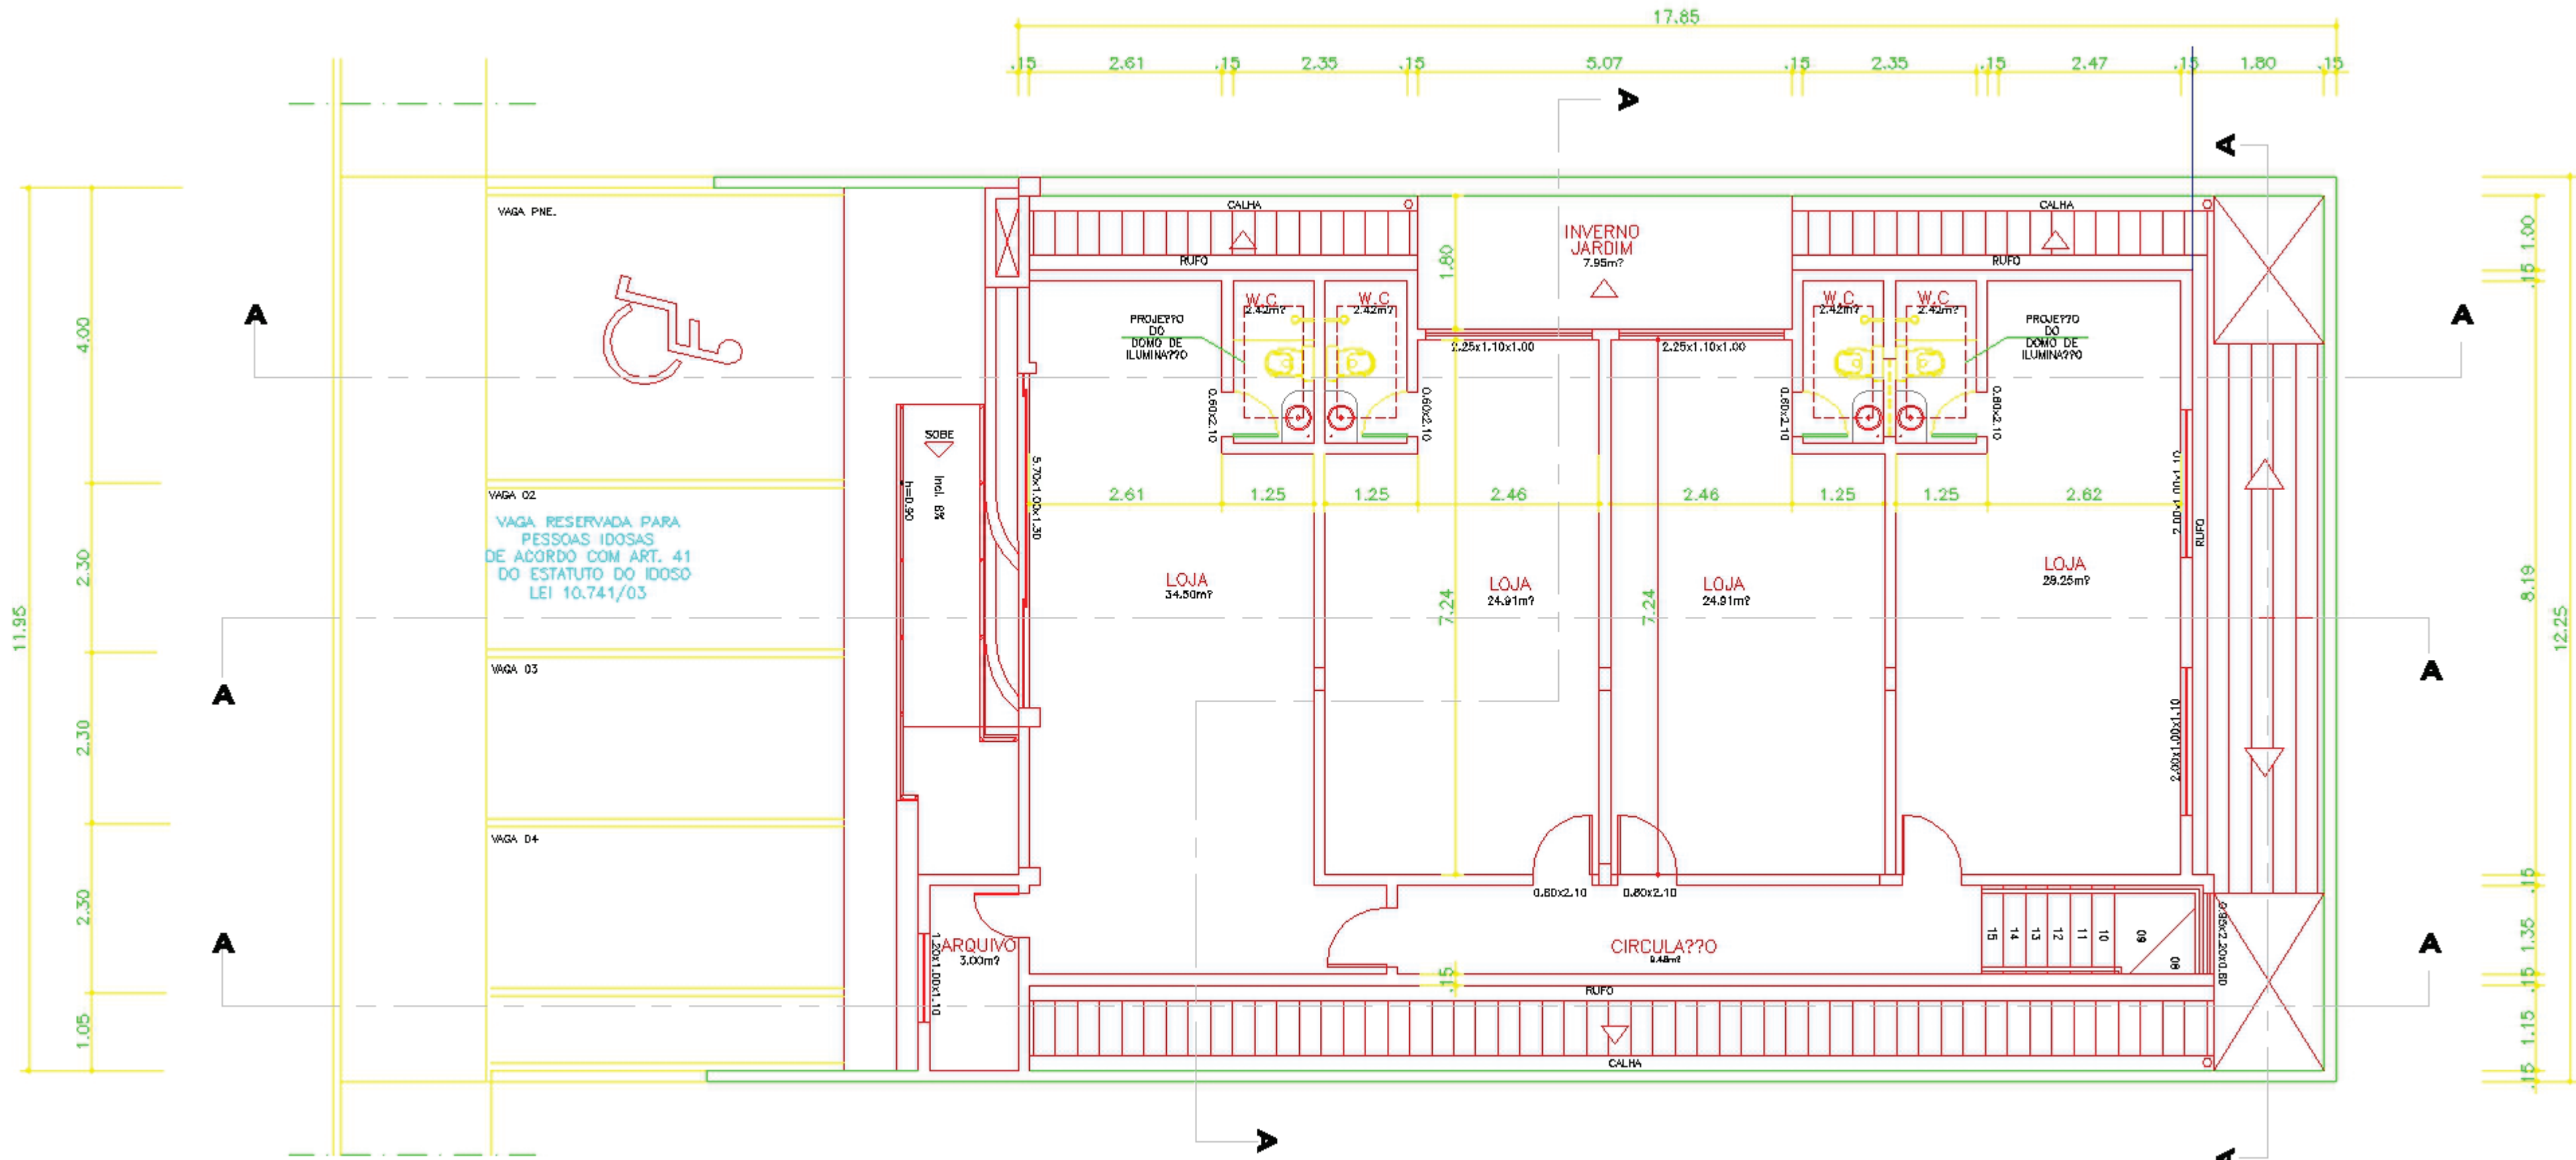 17.85
.15 2.61 .15 2.35 .15 5.07 .15 2.35 .15 2.47 .15 1.80 .15
A
A
VAGA PNE.
CALHA
CALHA
INVERNO
JARDIM
7.95m?
RUFO
RUFO
1.80
1.00
.15
A
A
4.00
W.C
2.42m?
W.C
2.42m?
W.C
2.42m?
W.C
2.42m?
PROJE??O
DO
DOMO DE
ILUMINA??O
PROJE??O
DO
DOMO DE
ILUMINA??O
2.25x1.10x1.00
2.25x1.10x1.00
0.60x2.10
0.60x2.10
0.60x2.10
0.60x2.10
SOBE
Incl. 8%
h=0.90
5.70x1.00x1.30
2.00x1.00x1.10
RUFO
2.61 1.25 1.25 2.46 2.46 1.25 1.25 2.62
VAGA 02
VAGA RESERVADA PARA
PESSOAS IDOSAS
DE ACORDO COM ART. 41
DO ESTATUTO DO IDOSO
LEI 10.741/03
2.30
11.95
LOJA
34.50m?
LOJA
24.91m?
LOJA
24.91m?
LOJA
29.25m?
7.24
7.24
8.19
12.25
A
A
VAGA 03
2.30
2.00x1.00x1.10
VAGA 04
2.30
0.80x2.10
0.80x2.10
.15
A
A
ARQUIVO
3.00m?
1.20x1.00x1.10
CIRCULA??O
9.48m?
15 14 13 12 11 10 09 08
0.95x2.20x0.80
1.35
.15
.15
RUFO
1.05
1.15
CALHA
.15
A
A